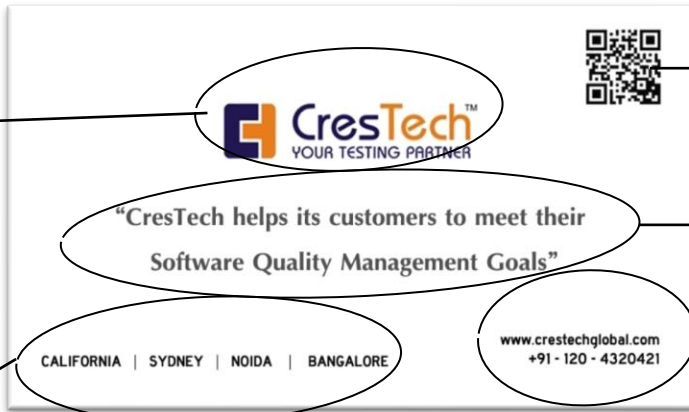 CresTech™
YOUR TESTING PARTNER
“CresTech helps its customers to meet their
Software Quality Management Goals”
www.crestechglobal.com
+91 - 120 - 4320421
CALIFORNIA | SYDNEY | NOIDA | BANGALORE